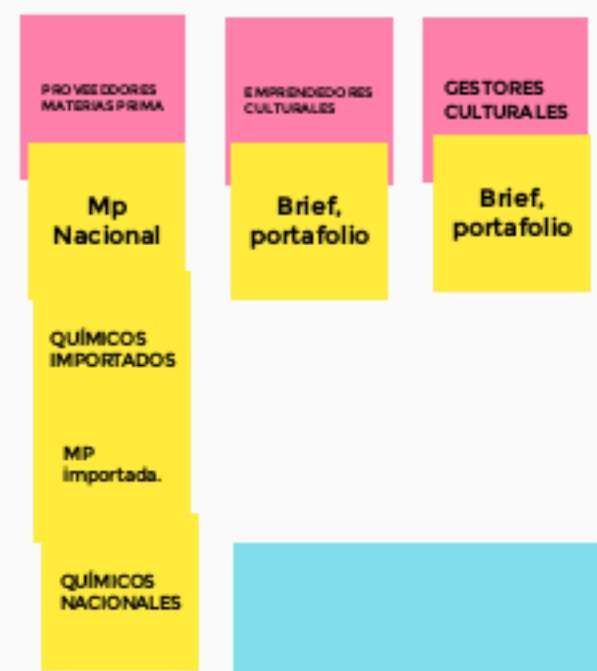 PROVEEDORES
MATERIAS PRIMA
EMPRENDEDORES
CULTURALES
GESTORES
CULTURALES
Mp
Nacional
Brief,
portafolio
Brief,
portafolio
QUÍMICOS
IMPORTADOS
MP
importada.
QUÍMICOS
NACIONALES